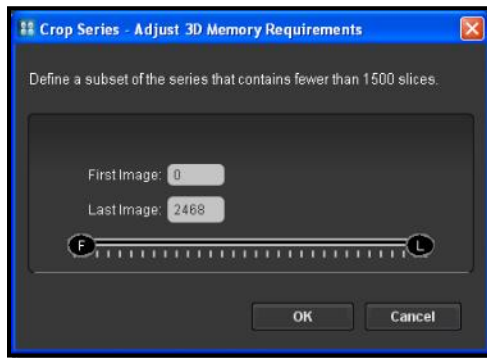 Crop Series - Adjust 3D Memory Requirements
Define a subset of the series that contains fewer than 1500 slices.
First Image: 0
Last Image: 2468
F L
OK Cancel